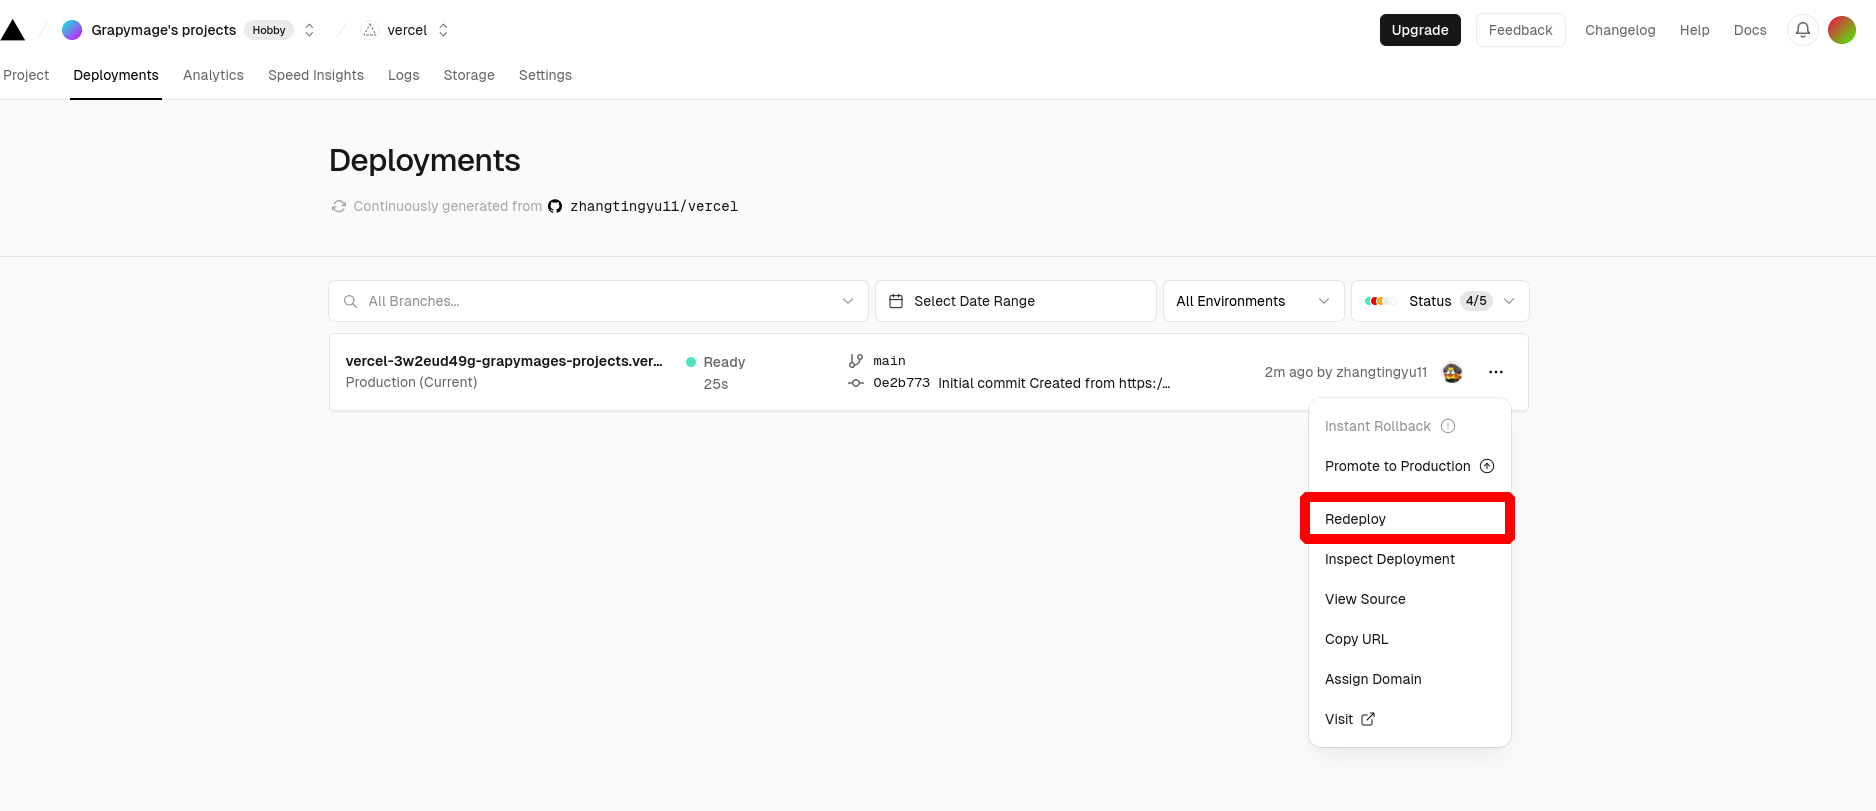 Grapymage's projects Hobby vercel Upgrade Feedback Changelog Help Docs
Project Deployments Analytics Speed Insights Logs Storage Settings
Deployments
Continuously generated from zhangtingyu11/vercel
All Branches... Select Date Range All Environments Status 4/5
vercel-3w2eud49g-grapymages-projects.ver... Ready main
Production (Current) 25s 0e2b773 Initial commit Created from https:/...
2m ago by zhangtingyu11
Instant Rollback
Promote to Production
Redeploy
Inspect Deployment
View Source
Copy URL
Assign Domain
Visit